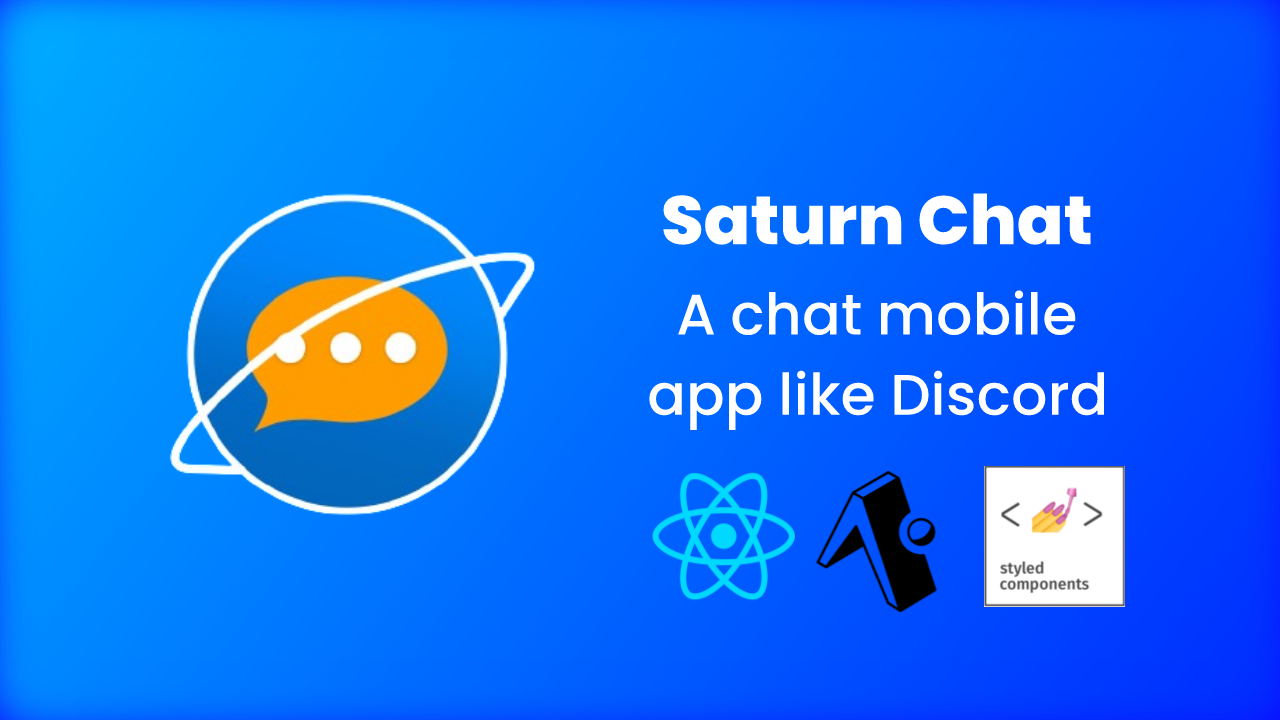 Saturn Chat
A chat mobile
app like Discord
< >
styled
components